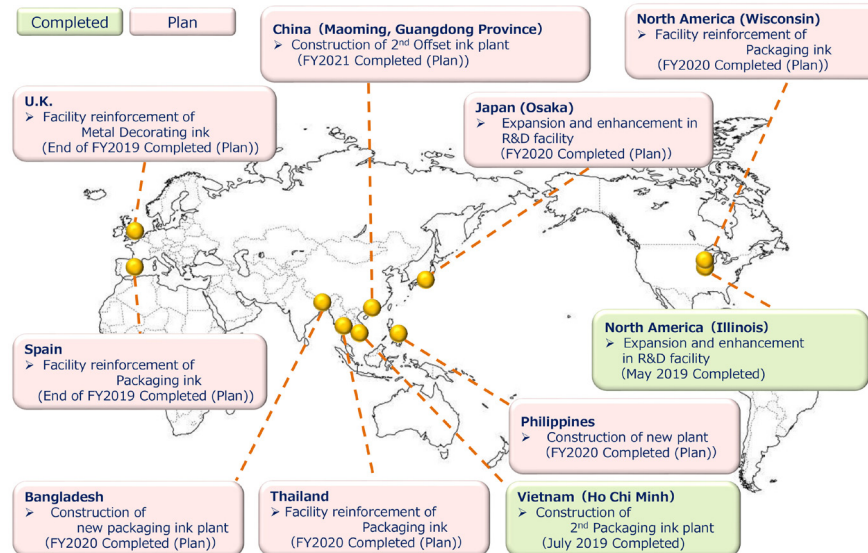 Completed
Plan
China (Maoming, Guangdong Province)
➢ Construction of 2nd Offset ink plant
(FY2021 Completed (Plan))
North America (Wisconsin)
➢ Facility reinforcement of
Packaging ink
(FY2020 Completed (Plan))
U.K.
➢ Facility reinforcement of
Metal Decorating ink
(End of FY2019 Completed (Plan))
Japan (Osaka)
➢ Expansion and enhancement in
R&D facility
(FY2020 Completed (Plan))
North America (Illinois)
➢ Expansion and enhancement
in R&D facility
(May 2019 Completed)
Spain
➢ Facility reinforcement of
Packaging ink
(End of FY2019 Completed (Plan))
Philippines
➢ Construction of new plant
(FY2020 Completed (Plan))
Bangladesh
➢ Construction of
new packaging ink plant
(FY2020 Completed (Plan))
Thailand
➢ Facility reinforcement of
Packaging ink
(FY2020 Completed (Plan))
Vietnam (Ho Chi Minh)
➢ Construction of
2nd Packaging ink plant
(July 2019 Completed)